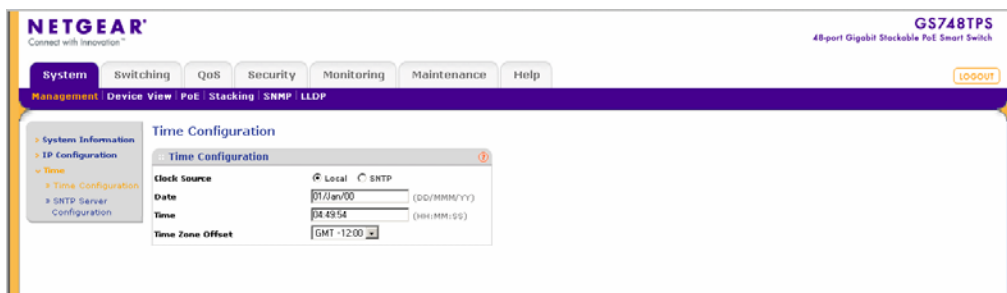 NETGEAR®
Connect with Innovation™
GS748TPS
48-port Gigabit Stackable PoE Smart Switch
System Switching QoS Security Monitoring Maintenance Help
LOGOUT
Management Device View PoE Stacking SNMP LLDP
System Information
IP Configuration
Time
Time Configuration
SNTP Server
Configuration
Time Configuration
Time Configuration
?
Clock Source Local SNTP
Date 01/Jan/00 (DD/MMM/YY)
Time 04:49:54 (HH:MM:SS)
Time Zone Offset GMT -12:00